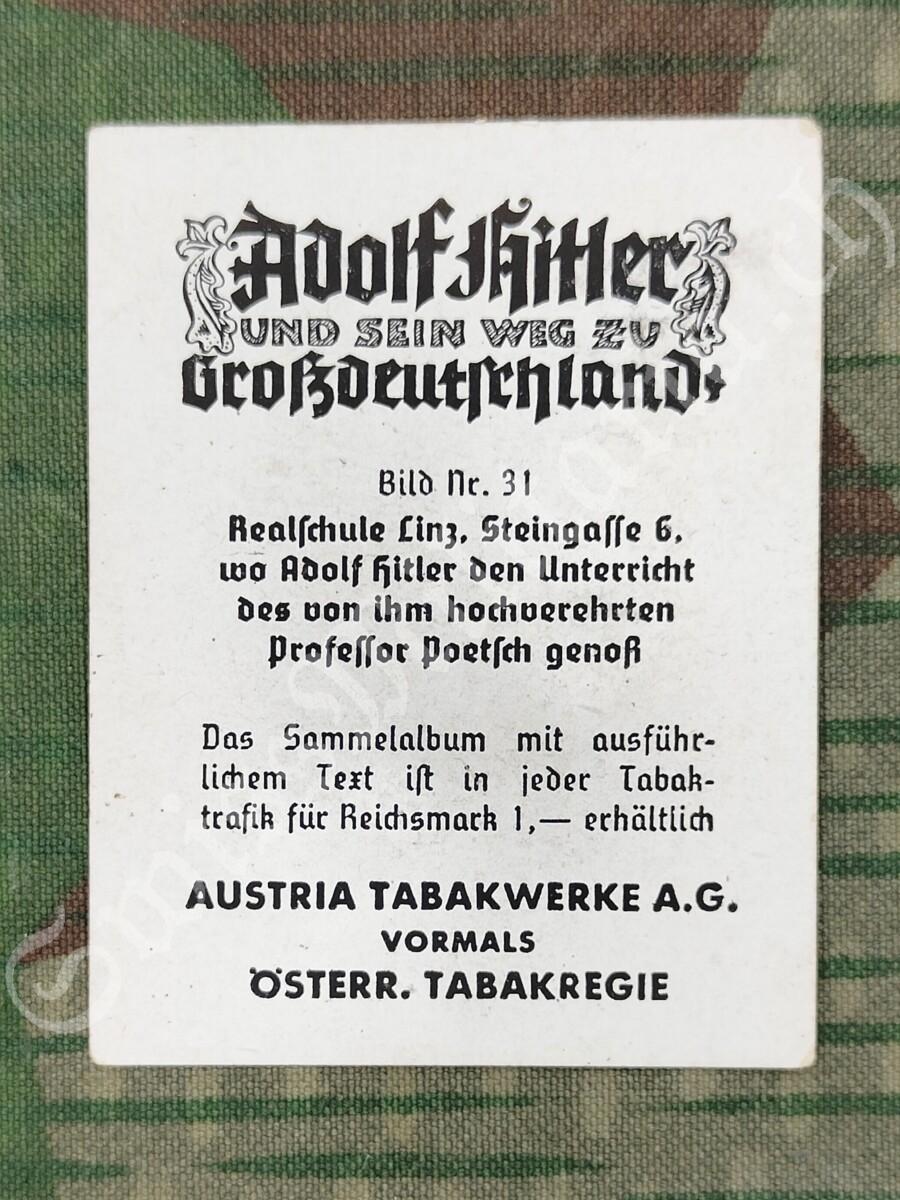 Adolf Hitler
UND SEIN WEG ZU
Großdeutschland
Bild Nr. 31
Realschule Linz, Steingasse 6,
wo Adolf Hitler den Unterricht
des von ihm hochverehrten
Professor Poetsch genoß
Das Sammelalbum mit ausführ-
lichem Text ist in jeder Tabak-
trafik für Reichsmark 1,— erhältlich
AUSTRIA TABAKWERKE A.G.
VORMALS
ÖSTERR. TABAKREGIE